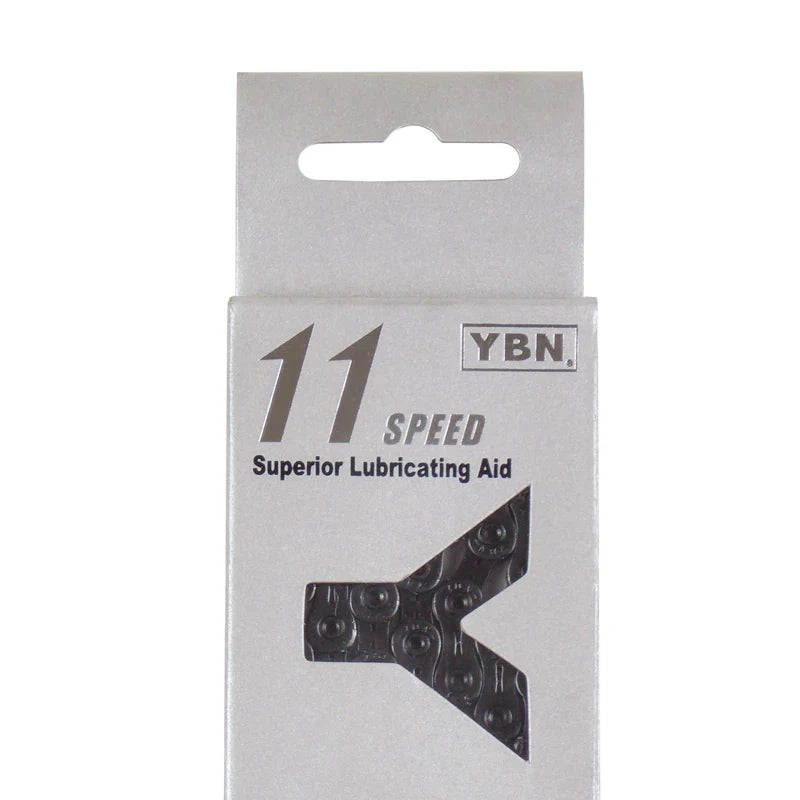 11 SPEED
YBN®
Superior Lubricating Aid